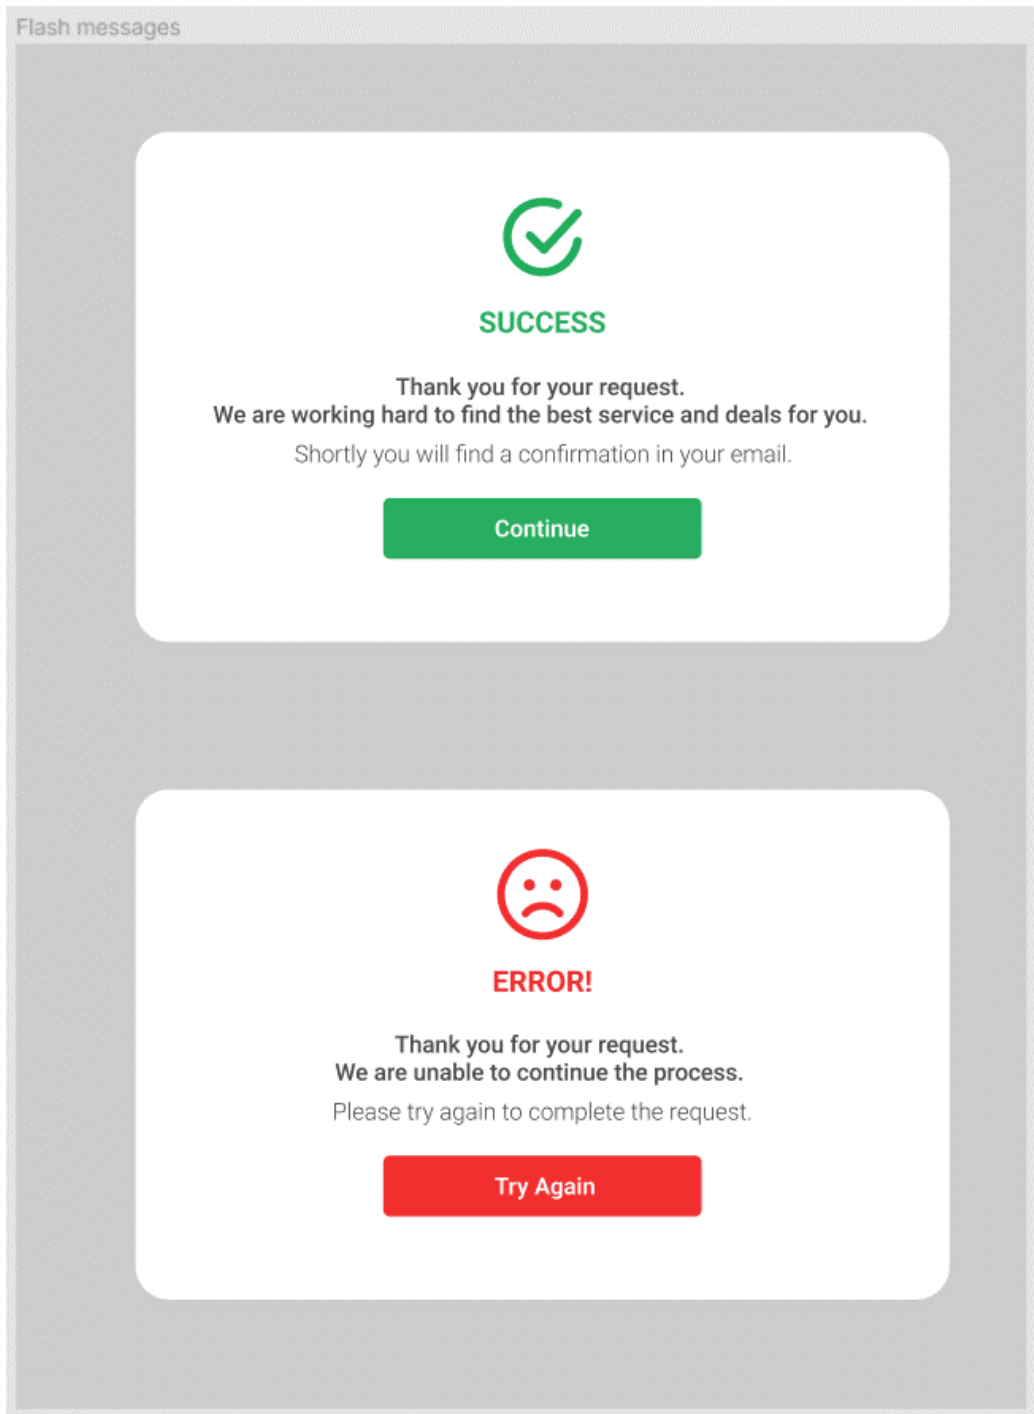 Flash messages
SUCCESS
Thank you for your request.
We are working hard to find the best service and deals for you.
Shortly you will find a confirmation in your email.
Continue
ERROR!
Thank you for your request.
We are unable to continue the process.
Please try again to complete the request.
Try Again